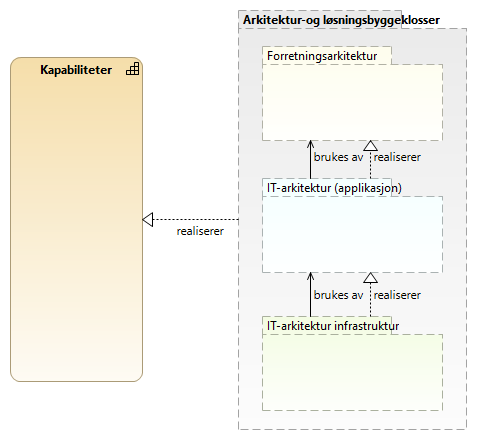 Arkitektur-og løsningsbyggeklosser
Kapabiliteter
Forretningsarkitektur
brukes av
realiserer
IT-arkitektur (applikasjon)
realiserer
brukes av
realiserer
IT-arkitektur infrastruktur